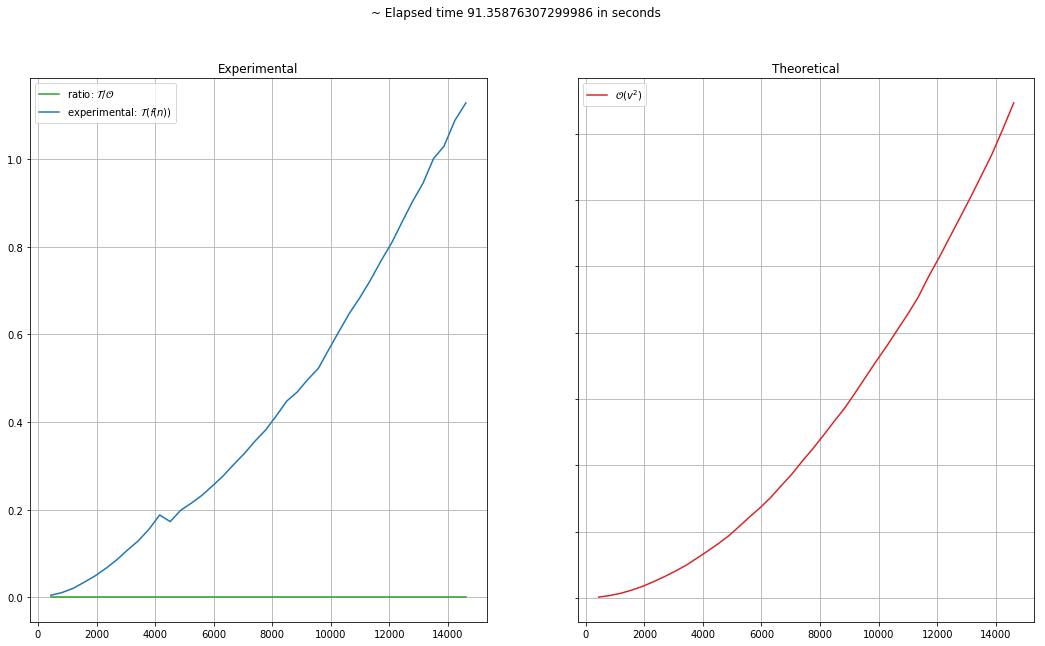 ~ Elapsed time 91.35876307299986 in seconds
Experimental
ratio: 𝒯/𝒪
experimental: 𝒯(f(n))
1.0
0.8
0.6
0.4
0.2
0.0
0 2000 4000 6000 8000 10000 12000 14000
Theoretical
𝒪(v²)
0 2000 4000 6000 8000 10000 12000 14000